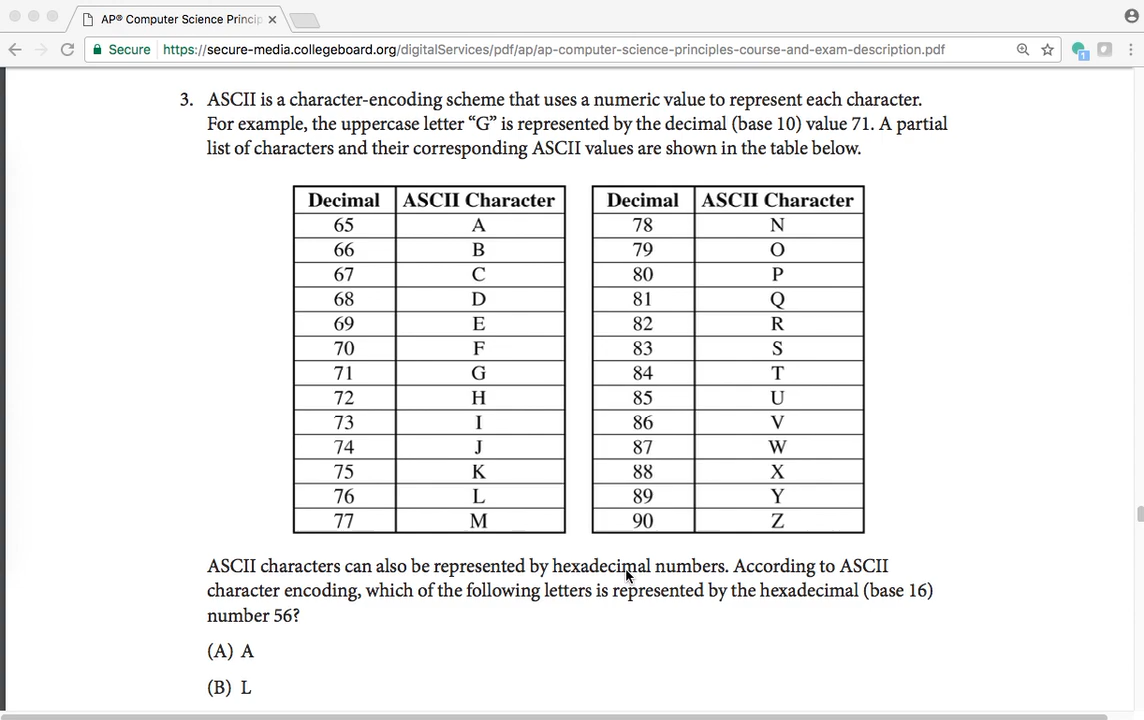 AP® Computer Science Princip
Secure https://secure-media.collegeboard.org/digitalServices/pdf/ap/ap-computer-science-principles-course-and-exam-description.pdf
1
3. ASCII is a character-encoding scheme that uses a numeric value to represent each character.
For example, the uppercase letter “G” is represented by the decimal (base 10) value 71. A partial
list of characters and their corresponding ASCII values are shown in the table below.
Decimal ASCII Character Decimal ASCII Character
65 A 78 N
66 B 79 O
67 C 80 P
68 D 81 Q
69 E 82 R
70 F 83 S
71 G 84 T
72 H 85 U
73 I 86 V
74 J 87 W
75 K 88 X
76 L 89 Y
77 M 90 Z
ASCII characters can also be represented by hexadecimal numbers. According to ASCII
character encoding, which of the following letters is represented by the hexadecimal (base 16)
number 56?
(A) A
(B) L